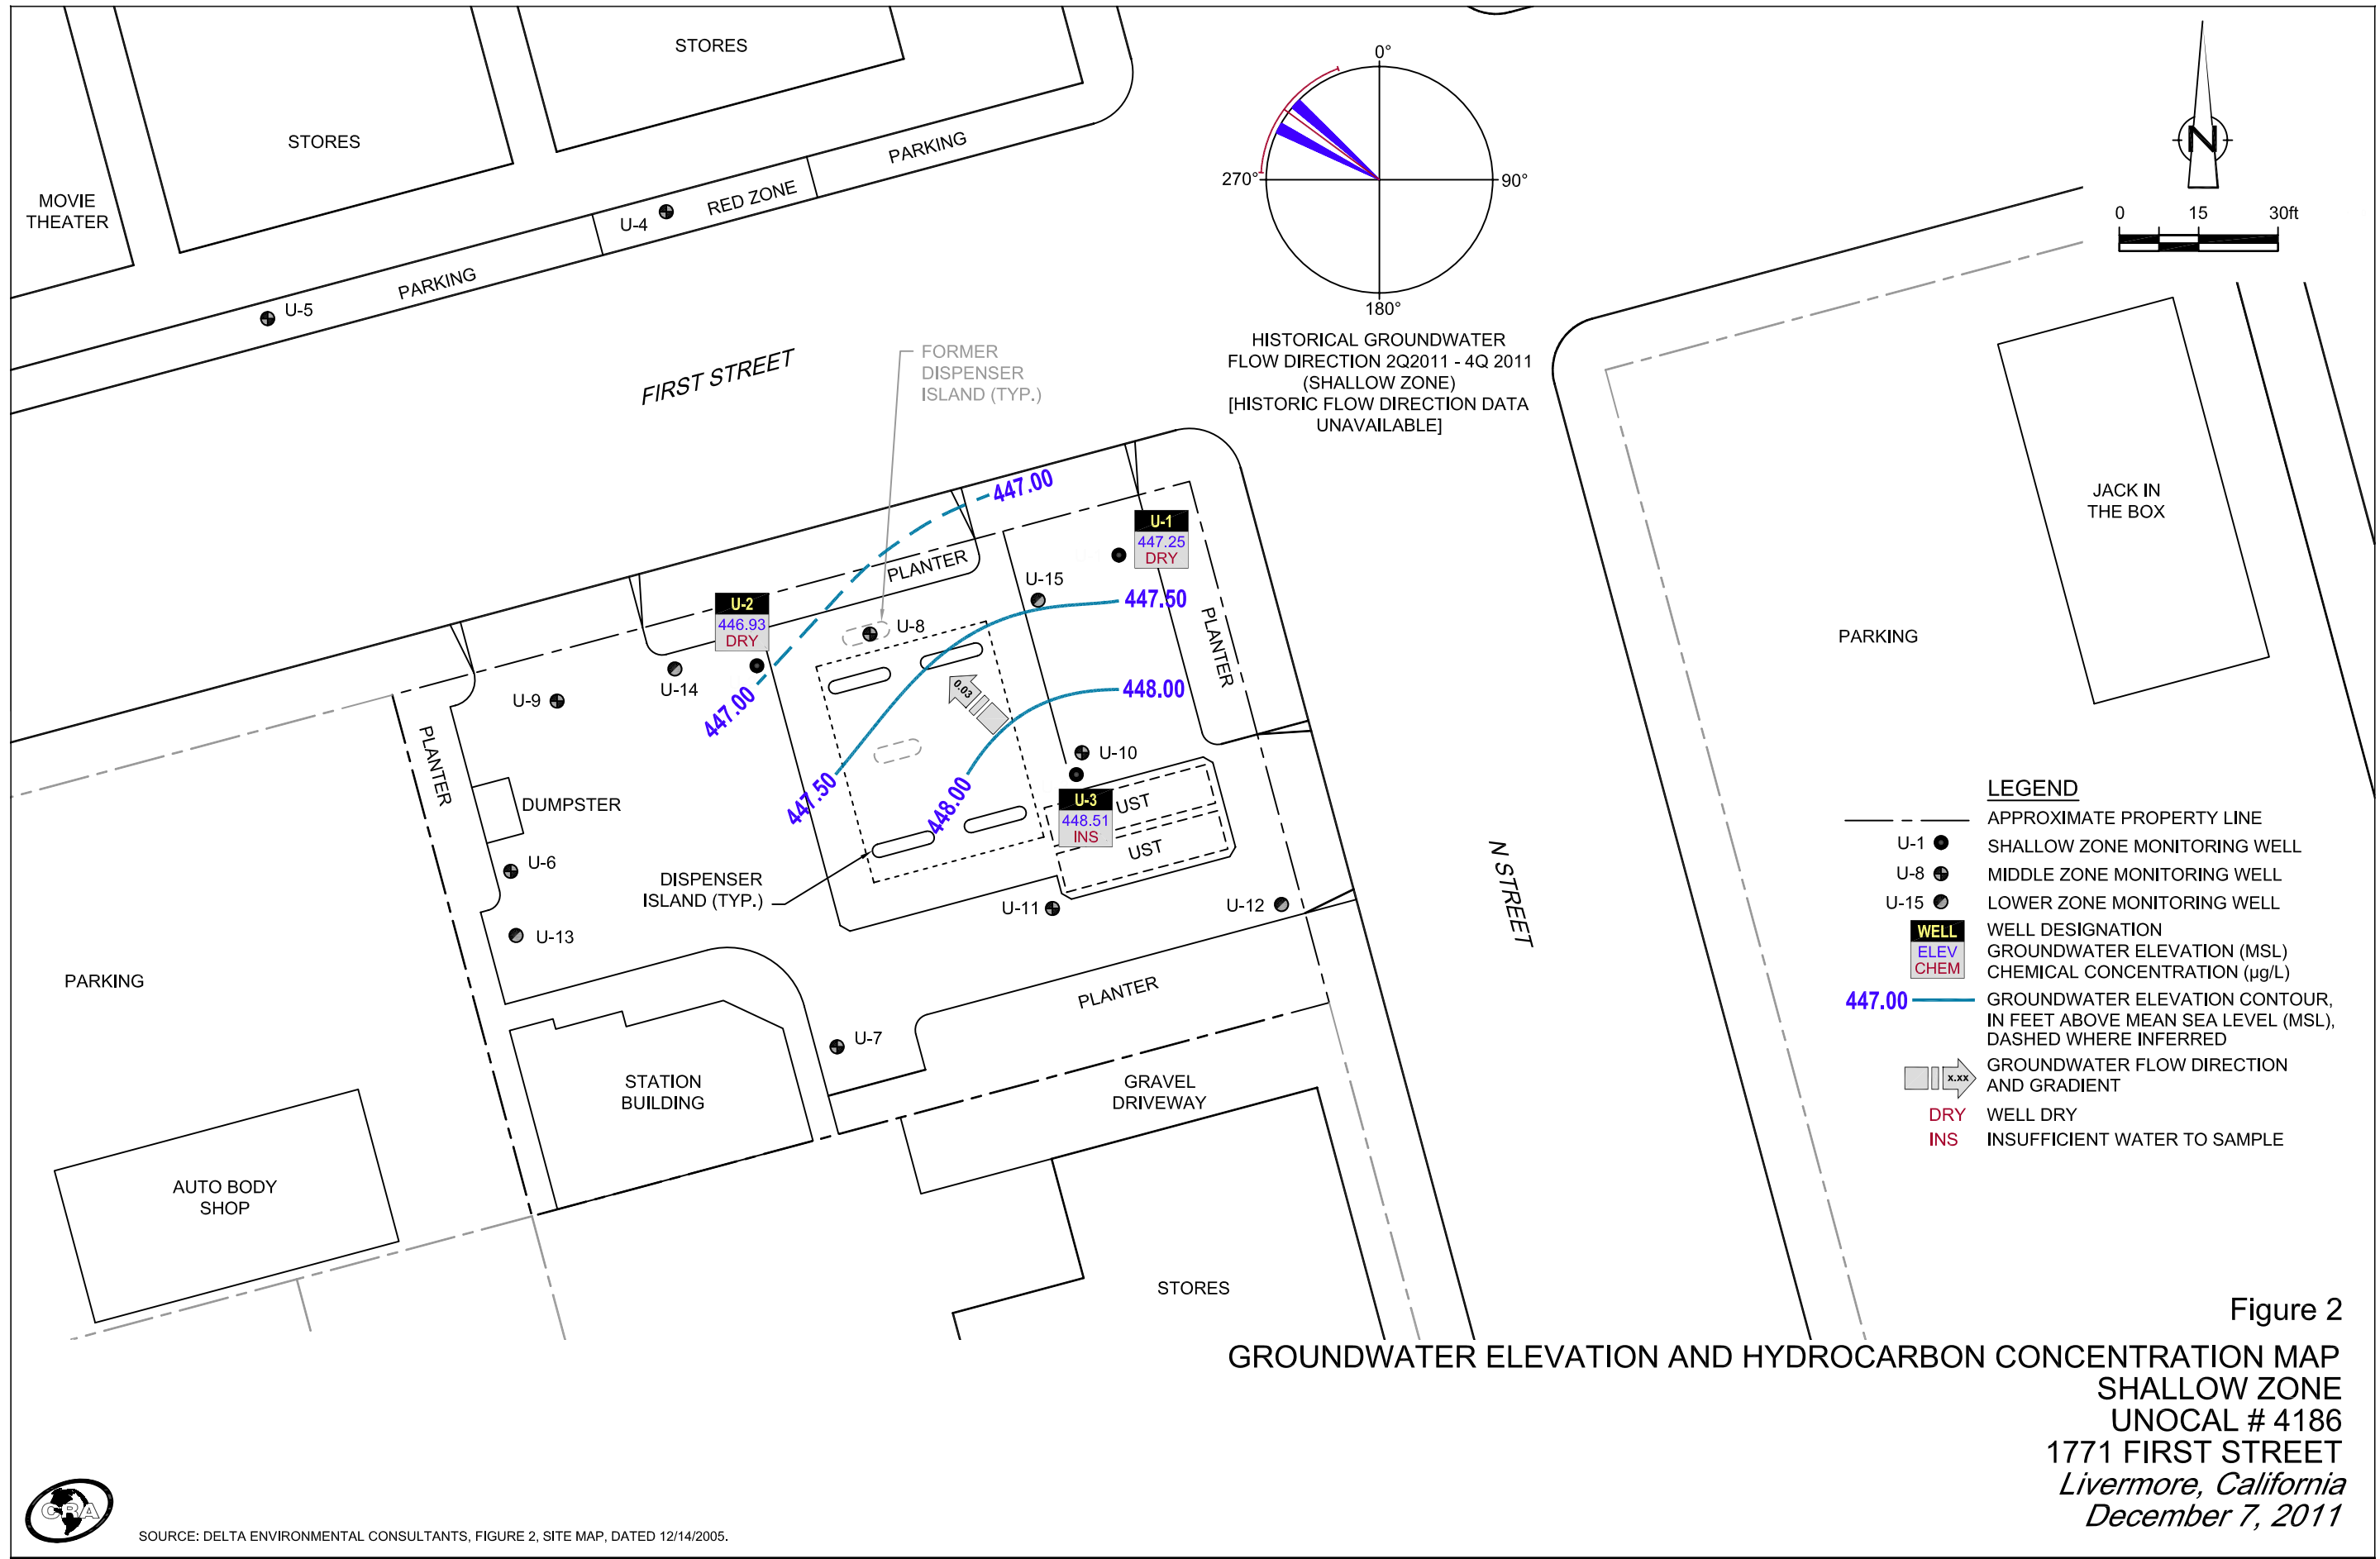 STORES
STORES
MOVIE
THEATER
PARKING
RED ZONE
U-4
PARKING
U-5
FIRST STREET
0°
270°
90°
180°
HISTORICAL GROUNDWATER
FLOW DIRECTION 2Q2011 - 4Q 2011
(SHALLOW ZONE)
[HISTORIC FLOW DIRECTION DATA
UNAVAILABLE]
N
0 15 30ft
FORMER
DISPENSER
ISLAND (TYP.)
447.00
U-1
447.25
DRY
PLANTER
U-15
447.50
U-2
446.93
DRY
U-8
PLANTER
U-14
U-9
447.00
0.03
448.00
PLANTER
U-10
447.50
448.00
U-3
448.51
INS
UST
UST
DUMPSTER
U-6
DISPENSER
ISLAND (TYP.)
U-11
U-12
U-13
N STREET
PARKING
PLANTER
U-7
STATION
BUILDING
GRAVEL
DRIVEWAY
AUTO BODY
SHOP
STORES
JACK IN
THE BOX
PARKING
LEGEND
APPROXIMATE PROPERTY LINE
U-1 SHALLOW ZONE MONITORING WELL
U-8 MIDDLE ZONE MONITORING WELL
U-15 LOWER ZONE MONITORING WELL
WELL WELL DESIGNATION
ELEV GROUNDWATER ELEVATION (MSL)
CHEM CHEMICAL CONCENTRATION (µg/L)
447.00 GROUNDWATER ELEVATION CONTOUR,
IN FEET ABOVE MEAN SEA LEVEL (MSL),
DASHED WHERE INFERRED
x.xx GROUNDWATER FLOW DIRECTION
AND GRADIENT
DRY WELL DRY
INS INSUFFICIENT WATER TO SAMPLE
Figure 2
GROUNDWATER ELEVATION AND HYDROCARBON CONCENTRATION MAP
SHALLOW ZONE
UNOCAL # 4186
1771 FIRST STREET
Livermore, California
December 7, 2011
CRA
SOURCE: DELTA ENVIRONMENTAL CONSULTANTS, FIGURE 2, SITE MAP, DATED 12/14/2005.